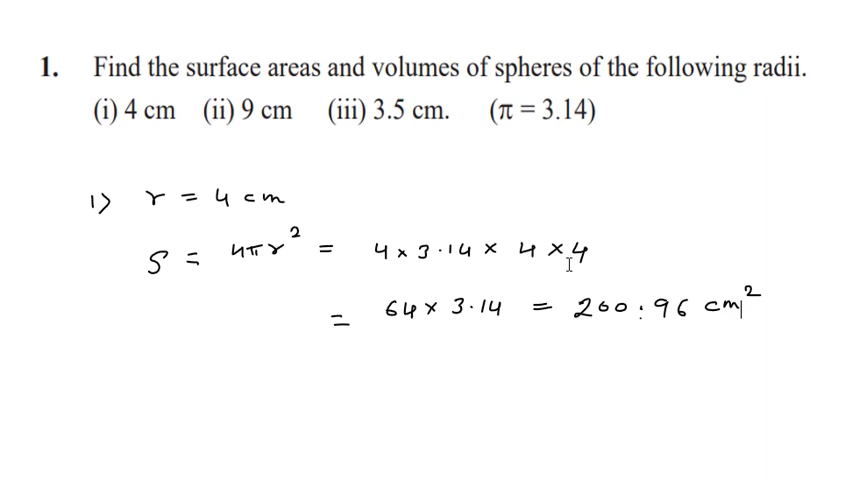 1. Find the surface areas and volumes of spheres of the following radii.
(i) 4 cm (ii) 9 cm (iii) 3.5 cm. (π = 3.14)
1) r = 4 cm
S = 4πr² = 4 × 3.14 × 4 × 4
= 64 × 3.14 = 200.96 cm²